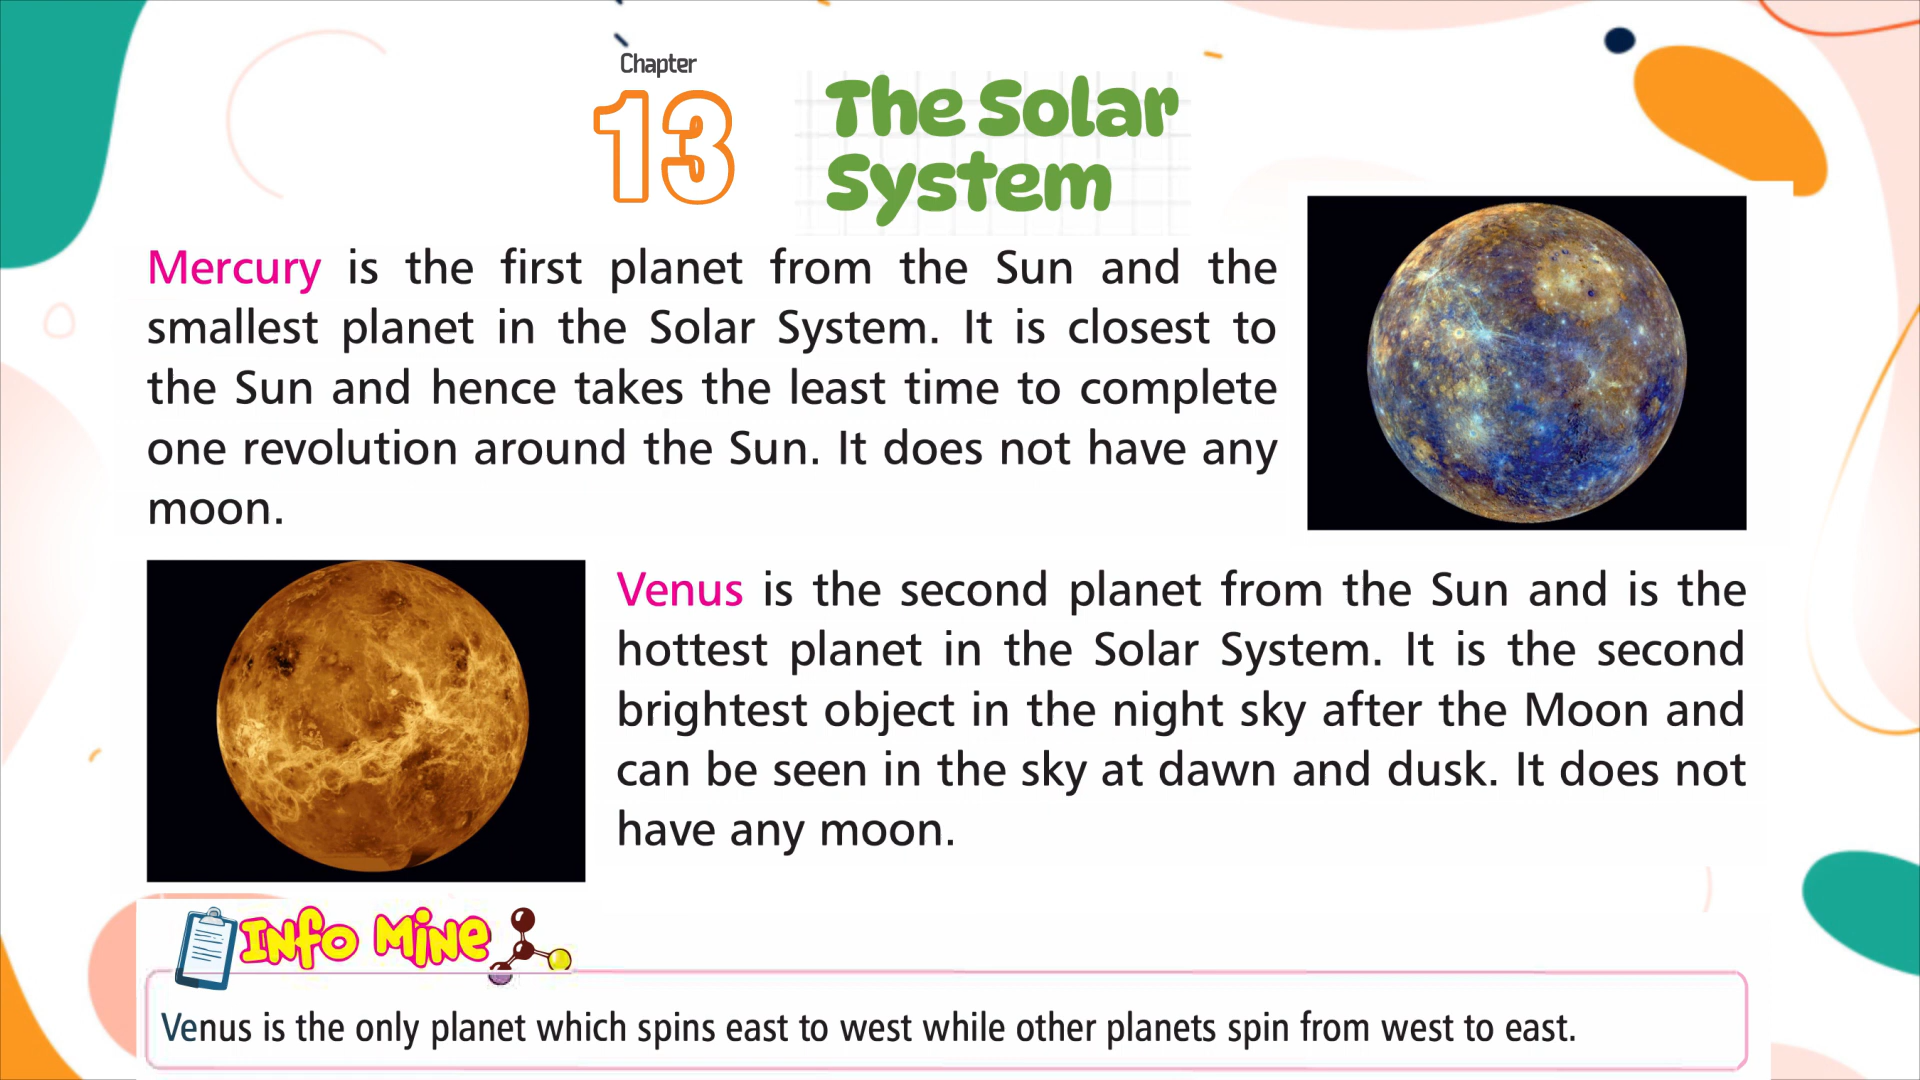 Chapter
13
The Solar
System
Mercury is the first planet from the Sun and the
smallest planet in the Solar System. It is closest to
the Sun and hence takes the least time to complete
one revolution around the Sun. It does not have any
moon.
Venus is the second planet from the Sun and is the
hottest planet in the Solar System. It is the second
brightest object in the night sky after the Moon and
can be seen in the sky at dawn and dusk. It does not
have any moon.
Info Mine
Venus is the only planet which spins east to west while other planets spin from west to east.